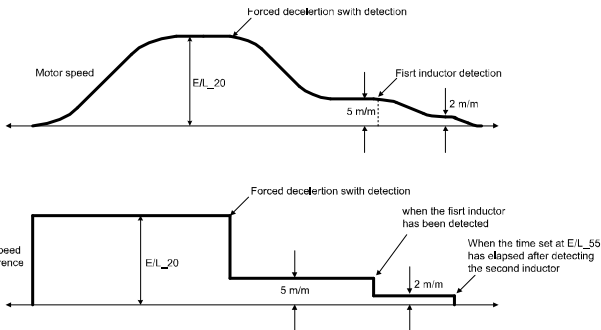 Forced decelertion swith detection
Motor speed
E/L_20
Fisrt inductor detection
5 m/m
2 m/m
Forced decelertion swith detection
when the fisrt inductor
has been detected
peed
rence
E/L_20
5 m/m
2 m/m
When the time set at E/L_55
has elapsed after detecting
the second inductor